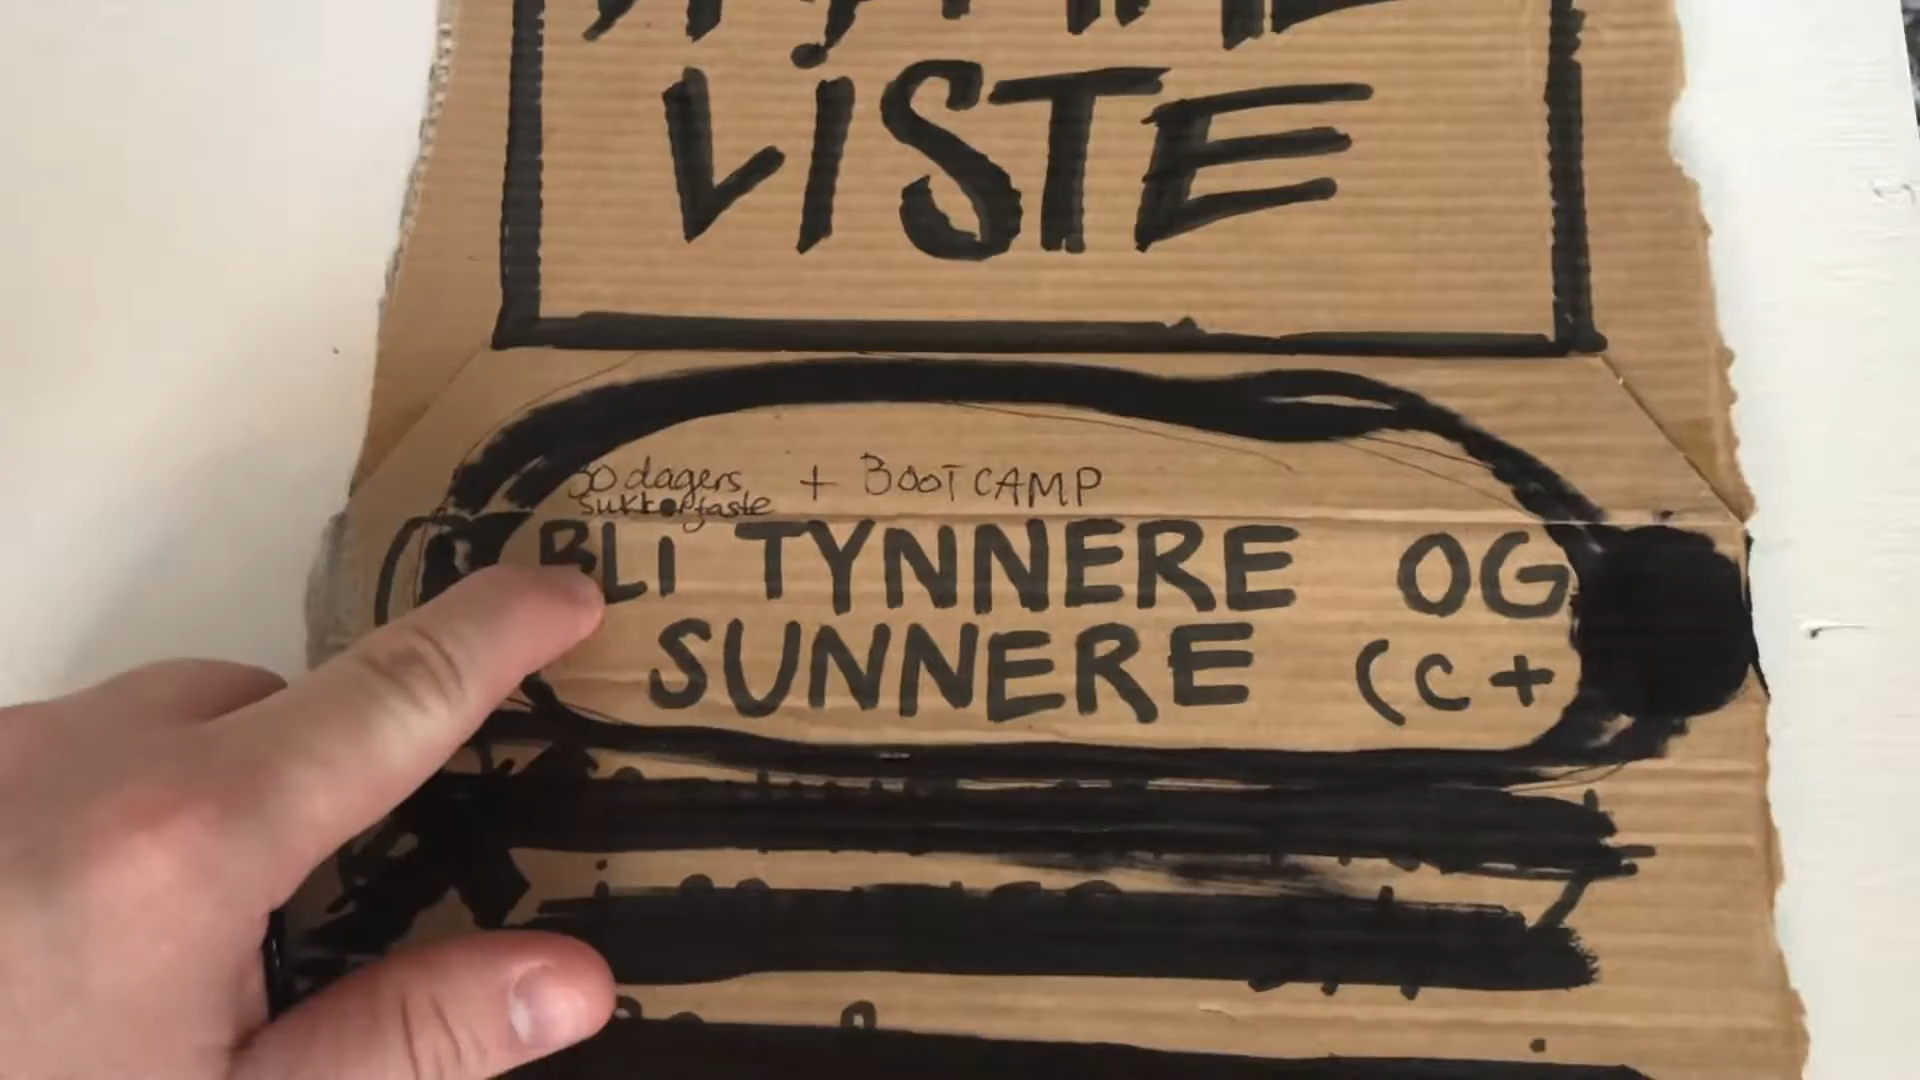 LISTE
30 dagers + BOOTCAMP
sukkerfaste
BLI TYNNERE OG
SUNNERE (C+